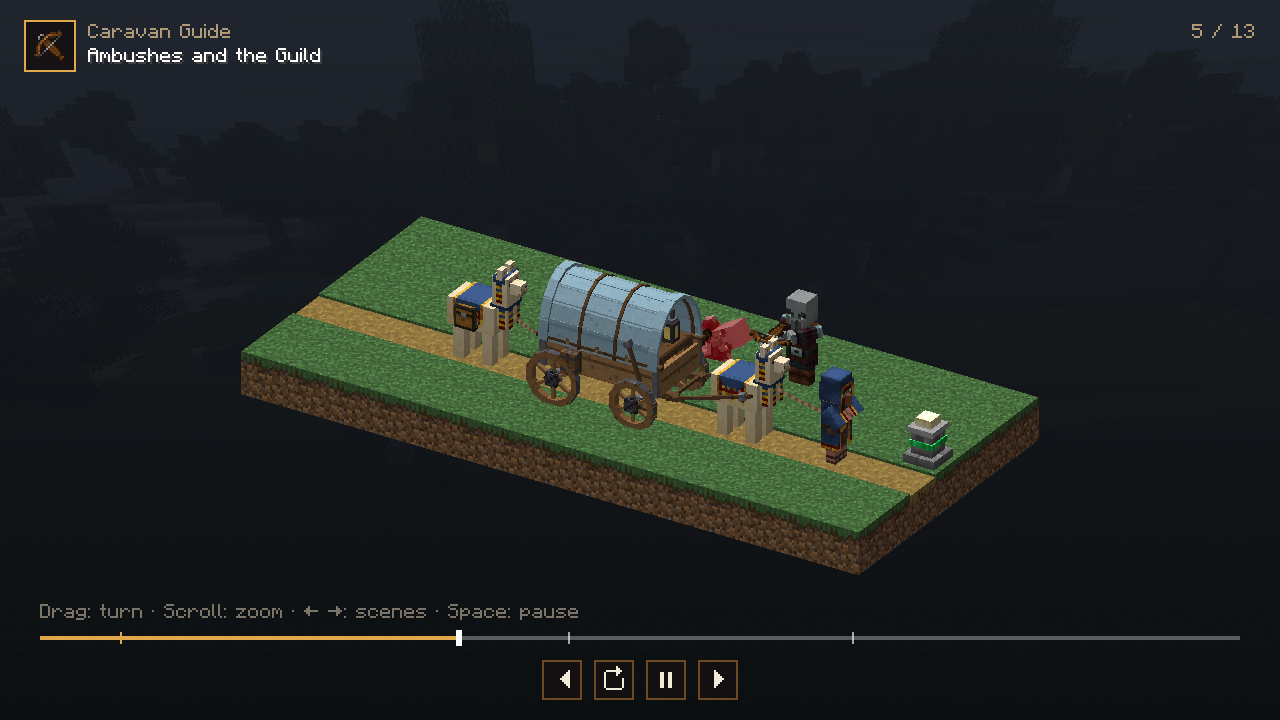 Caravan Guide
Ambushes and the Guild
5 / 13
Drag: turn · Scroll: zoom · ← →: scenes · Space: pause